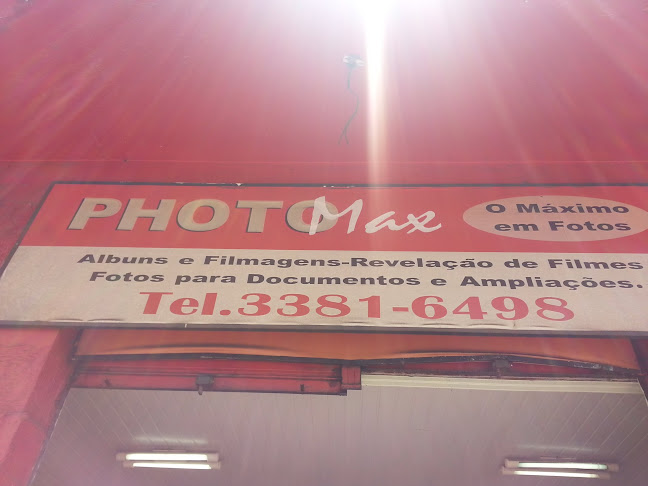 PHOTO Max
O Máximo
em Fotos
Albuns e Filmagens-Revelação de Filmes
Fotos para Documentos e Ampliações.
Tel.3381-6498